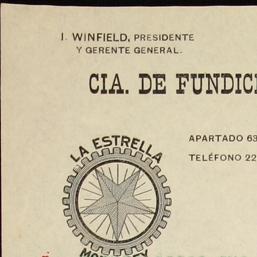 I. WINFIELD, PRESIDENTE
Y GERENTE GENERAL.
CIA. DE FUNDICI
APARTADO 63
TELÉFONO 22
LA ESTRELLA